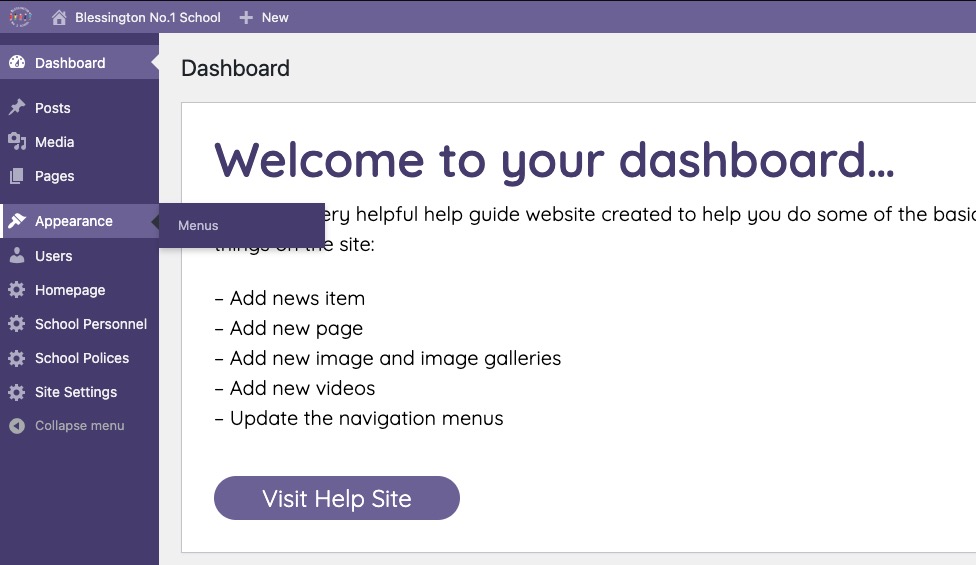 Blessington No.1 School
New
Dashboard
Posts
Media
Pages
Appearance
Menus
Users
Homepage
School Personnel
School Polices
Site Settings
Collapse menu
Dashboard
Welcome to your dashboard...
ery helpful help guide website created to help you do some of the basic
things on the site:
– Add news item
– Add new page
– Add new image and image galleries
– Add new videos
– Update the navigation menus
Visit Help Site